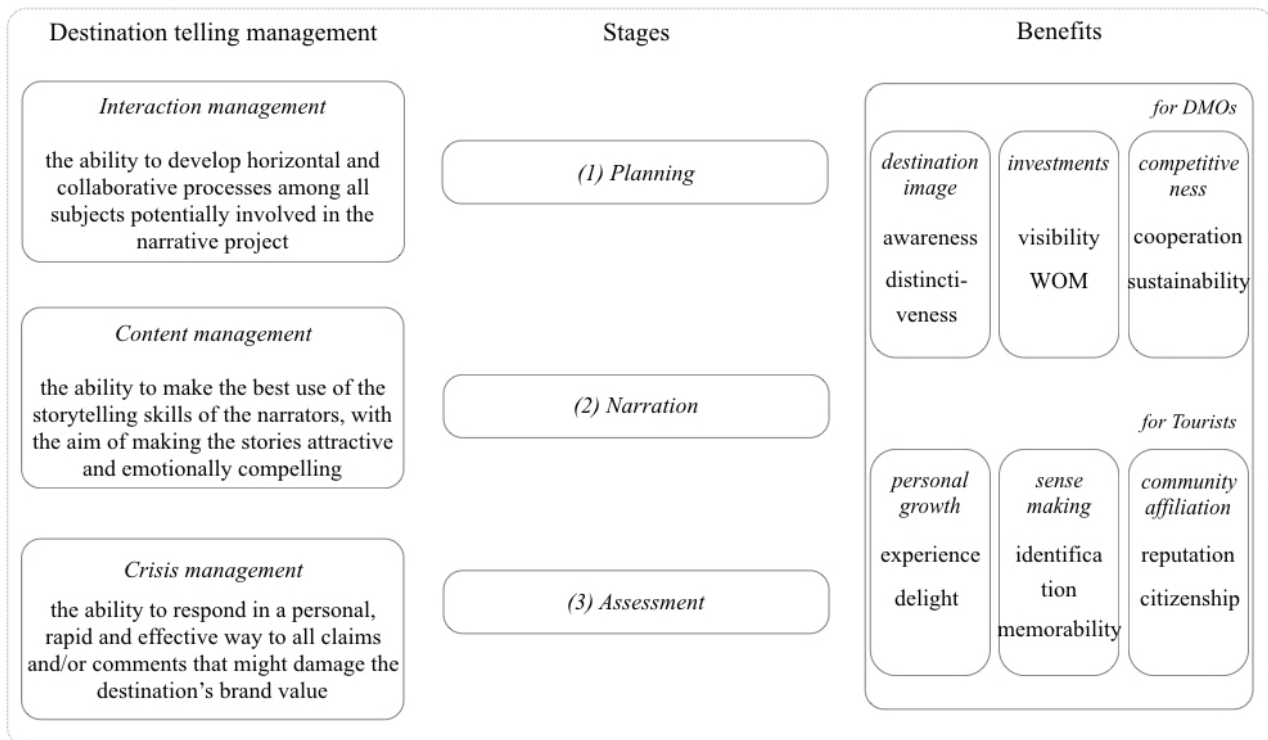 Destination telling management
Stages
Benefits
Interaction management
the ability to develop horizontal and
collaborative processes among all
subjects potentially involved in the
narrative project
Content management
the ability to make the best use of the
storytelling skills of the narrators, with
the aim of making the stories attractive
and emotionally compelling
Crisis management
the ability to respond in a personal,
rapid and effective way to all claims
and/or comments that might damage the
destination’s brand value
(1) Planning
(2) Narration
(3) Assessment
for DMOs
destination
image
awareness
distincti-
veness
investments
visibility
WOM
competitive
ness
cooperation
sustainability
for Tourists
personal
growth
experience
delight
sense
making
identifica
tion
memorability
community
affiliation
reputation
citizenship